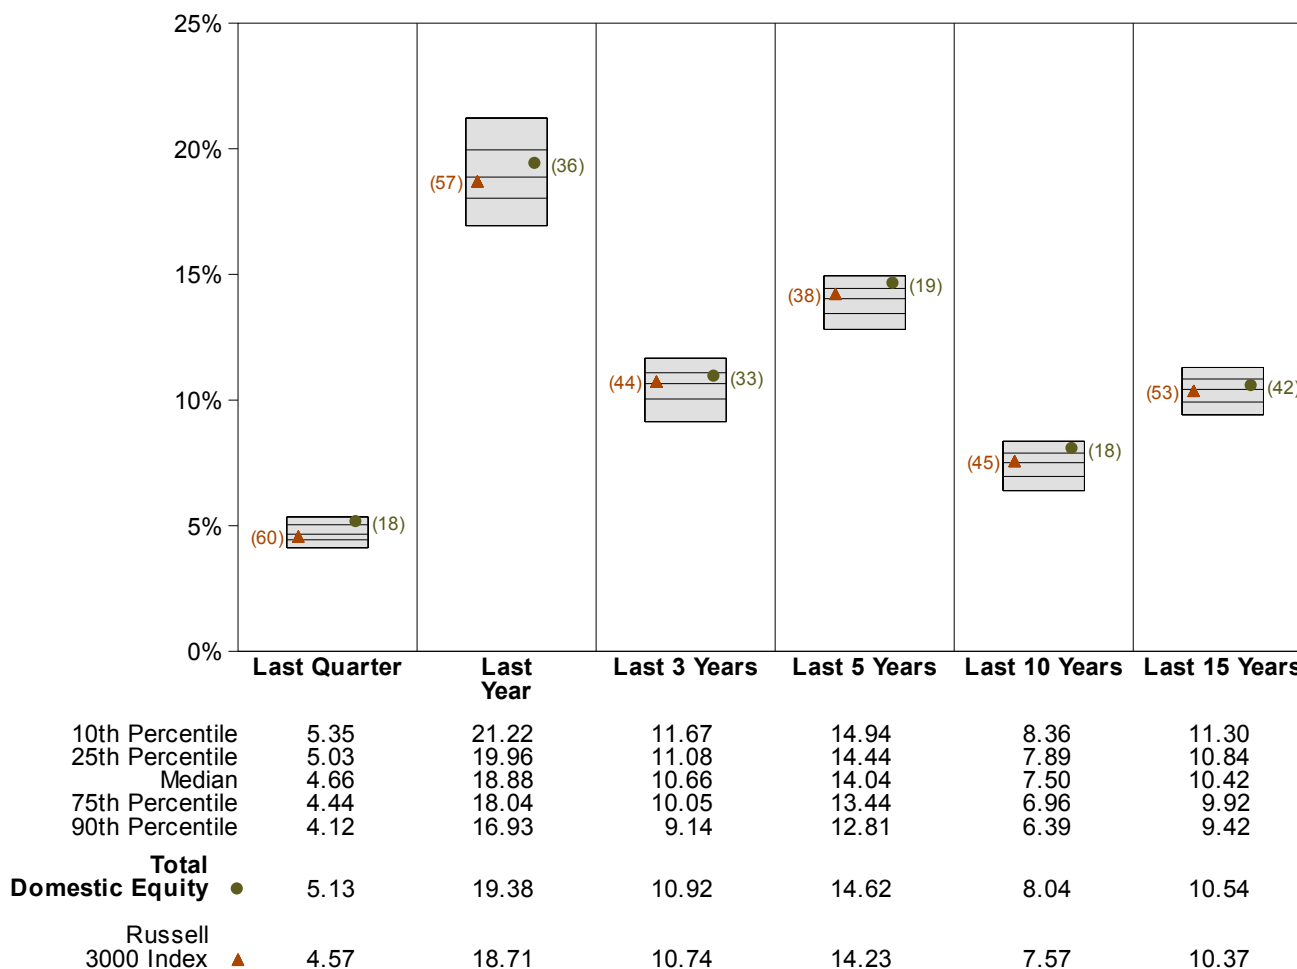 25%
20%
15%
10%
5%
0%
(60)
(18)
(57)
(36)
(44)
(33)
(38)
(19)
(45)
(18)
(53)
(42)
Last Quarter Last Year Last 3 Years Last 5 Years Last 10 Years Last 15 Years
10th Percentile 5.35 21.22 11.67 14.94 8.36 11.30
25th Percentile 5.03 19.96 11.08 14.44 7.89 10.84
Median 4.66 18.88 10.66 14.04 7.50 10.42
75th Percentile 4.44 18.04 10.05 13.44 6.96 9.92
90th Percentile 4.12 16.93 9.14 12.81 6.39 9.42
Total
Domestic Equity 5.13 19.38 10.92 14.62 8.04 10.54
Russell
3000 Index 4.57 18.71 10.74 14.23 7.57 10.37